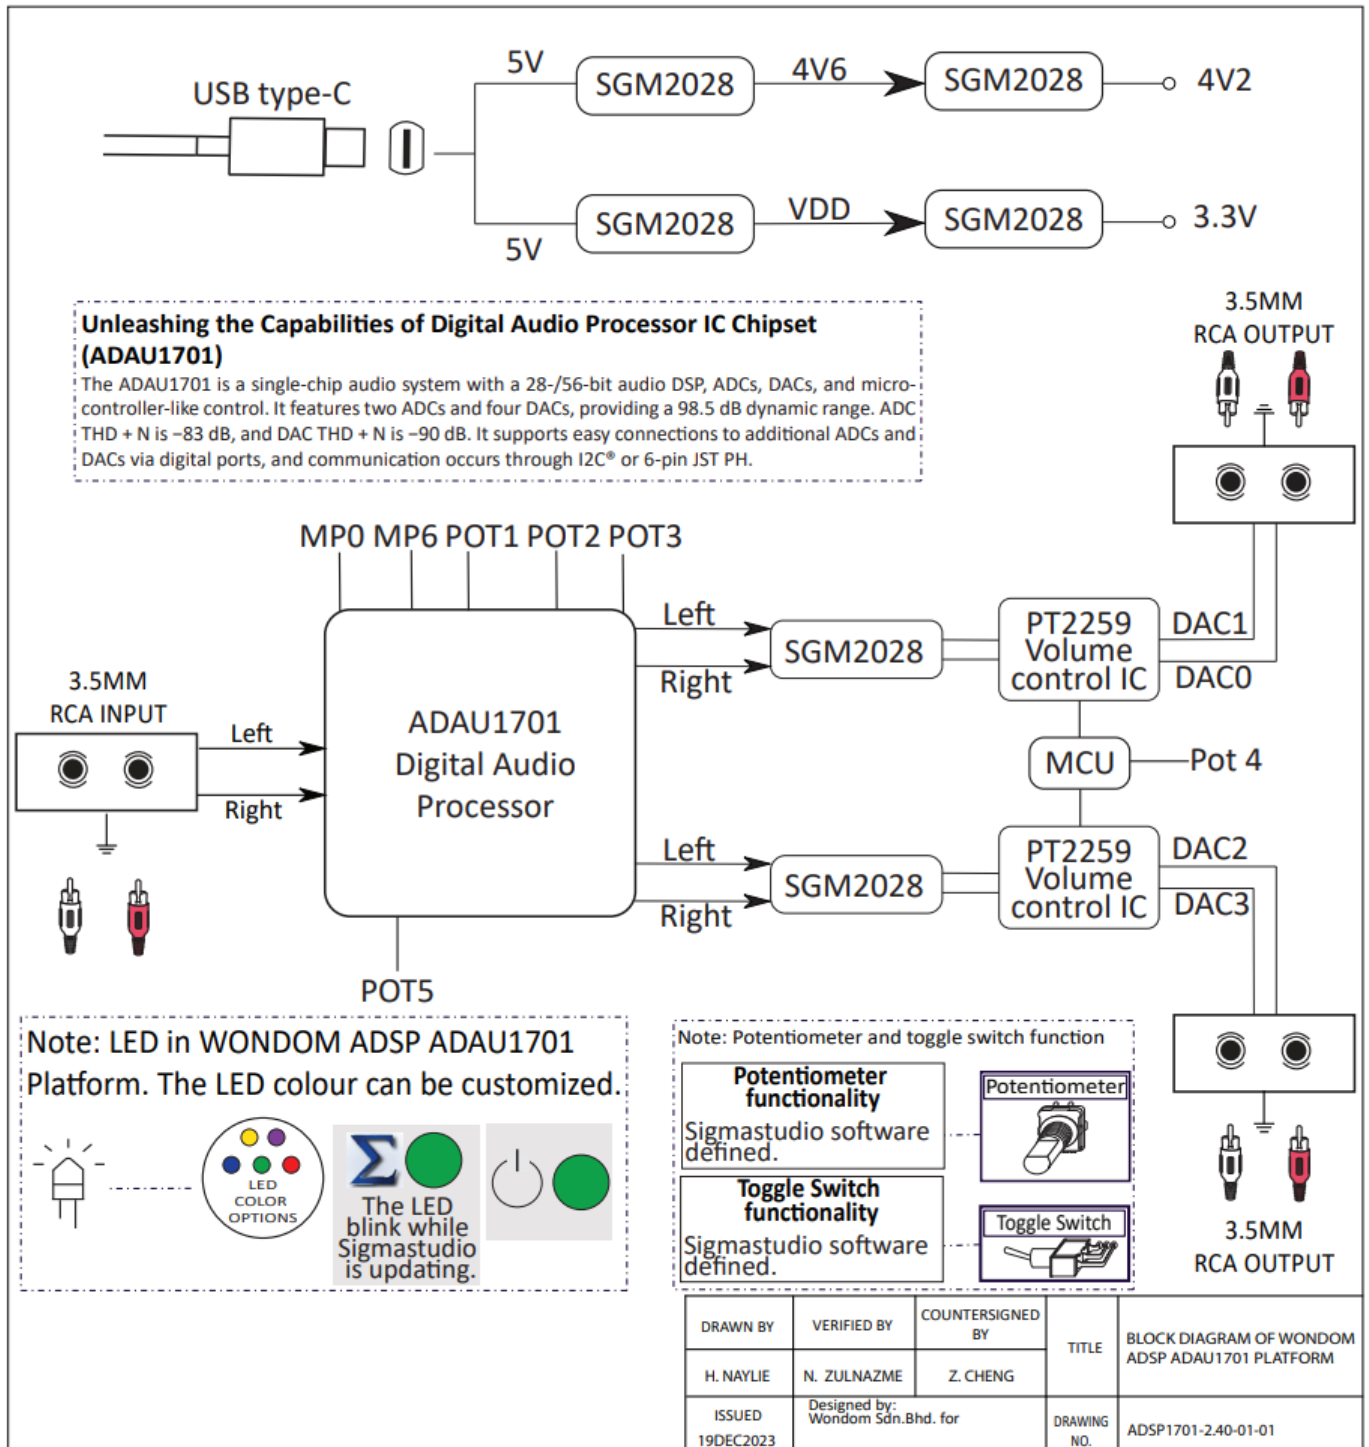 USB type-C
5V
SGM2028
4V6
SGM2028
4V2
5V
SGM2028
VDD
SGM2028
3.3V
Unleashing the Capabilities of Digital Audio Processor IC Chipset
(ADAU1701)
The ADAU1701 is a single-chip audio system with a 28-/56-bit audio DSP, ADCs, DACs, and micro-
controller-like control. It features two ADCs and four DACs, providing a 98.5 dB dynamic range. ADC
THD + N is −83 dB, and DAC THD + N is −90 dB. It supports easy connections to additional ADCs and
DACs via digital ports, and communication occurs through I2C® or 6-pin JST PH.
3.5MM
RCA OUTPUT
MP0 MP6 POT1 POT2 POT3
3.5MM
RCA INPUT
Left
Right
ADAU1701
Digital Audio
Processor
Left
Right
SGM2028
PT2259
Volume
control IC
DAC1
DAC0
MCU
Pot 4
Left
Right
SGM2028
PT2259
Volume
control IC
DAC2
DAC3
POT5
Note: LED in WONDOM ADSP ADAU1701
Platform. The LED colour can be customized.
LED
COLOR
OPTIONS
Σ
The LED
blink while
Sigmastudio
is updating.
Note: Potentiometer and toggle switch function
Potentiometer
functionality
Sigmastudio software
defined.
Potentiometer
Toggle Switch
functionality
Sigmastudio software
defined.
Toggle Switch
3.5MM
RCA OUTPUT
DRAWN BY
VERIFIED BY
COUNTERSIGNED
BY
TITLE
BLOCK DIAGRAM OF WONDOM
ADSP ADAU1701 PLATFORM
H. NAYLIE
N. ZULNAZME
Z. CHENG
ISSUED
19DEC2023
Designed by:
Wondom Sdn.Bhd. for
DRAWING
NO.
ADSP1701-2.40-01-01